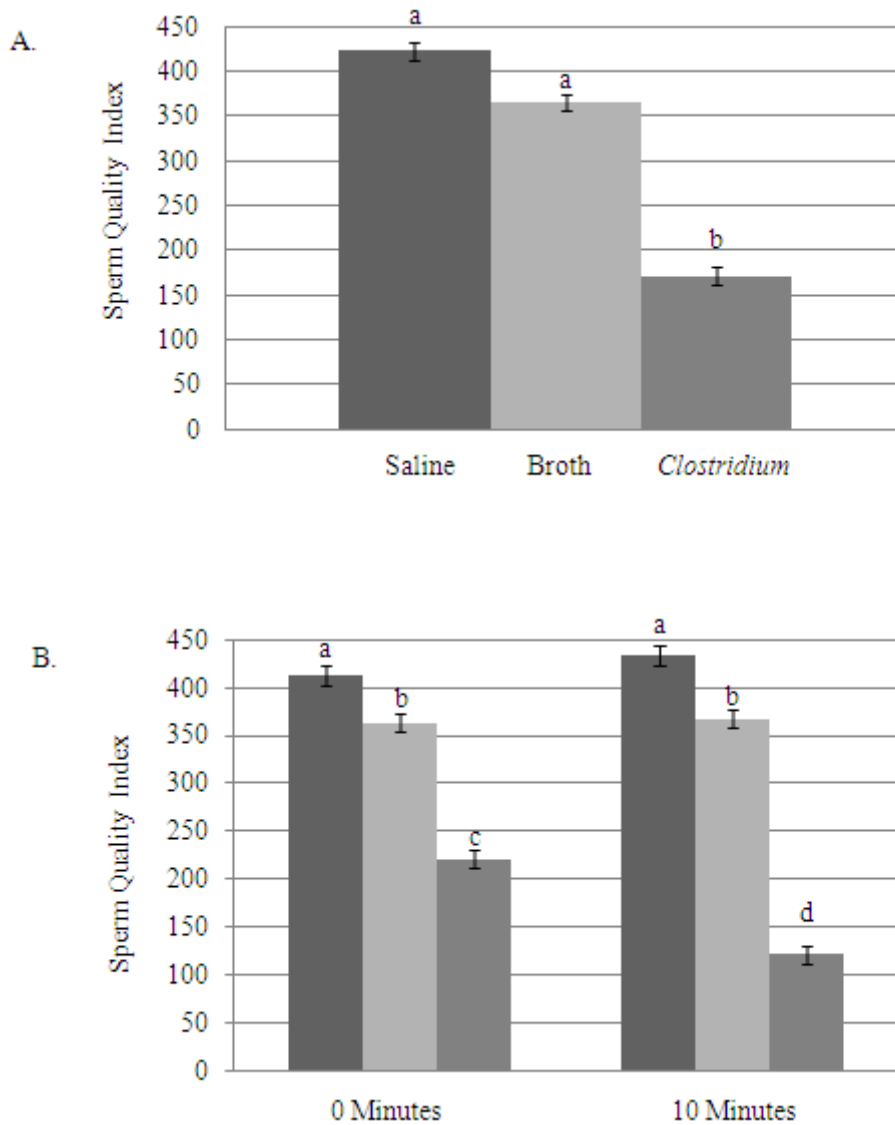 A.
Sperm Quality Index
450
400
350
300
250
200
150
100
50
0
a
a
b
Saline Broth Clostridium
B.
Sperm Quality Index
450
400
350
300
250
200
150
100
50
0
a
b
c
a
b
d
0 Minutes 10 Minutes